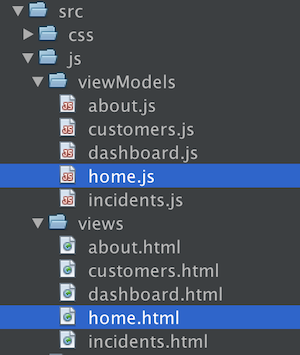 src
css
js
viewModels
about.js
customers.js
dashboard.js
home.js
incidents.js
views
about.html
customers.html
dashboard.html
home.html
incidents.html